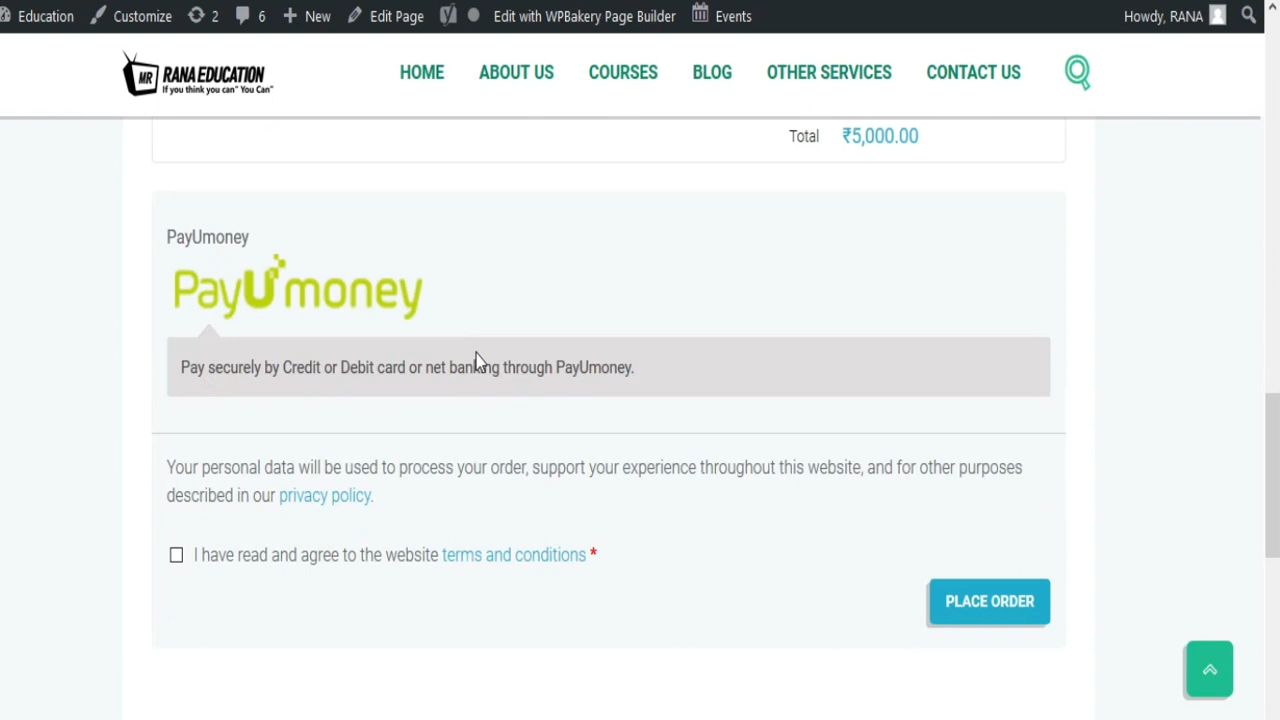 Education Customize 2 6 New Edit Page Edit with WPBakery Page Builder Events Howdy, RANA
MR RANA EDUCATION
If you think you can" You Can"
HOME ABOUT US COURSES BLOG OTHER SERVICES CONTACT US
Total ₹5,000.00
PayUmoney
PayUmoney
Pay securely by Credit or Debit card or net banking through PayUmoney.
Your personal data will be used to process your order, support your experience throughout this website, and for other purposes
described in our privacy policy.
I have read and agree to the website terms and conditions *
PLACE ORDER